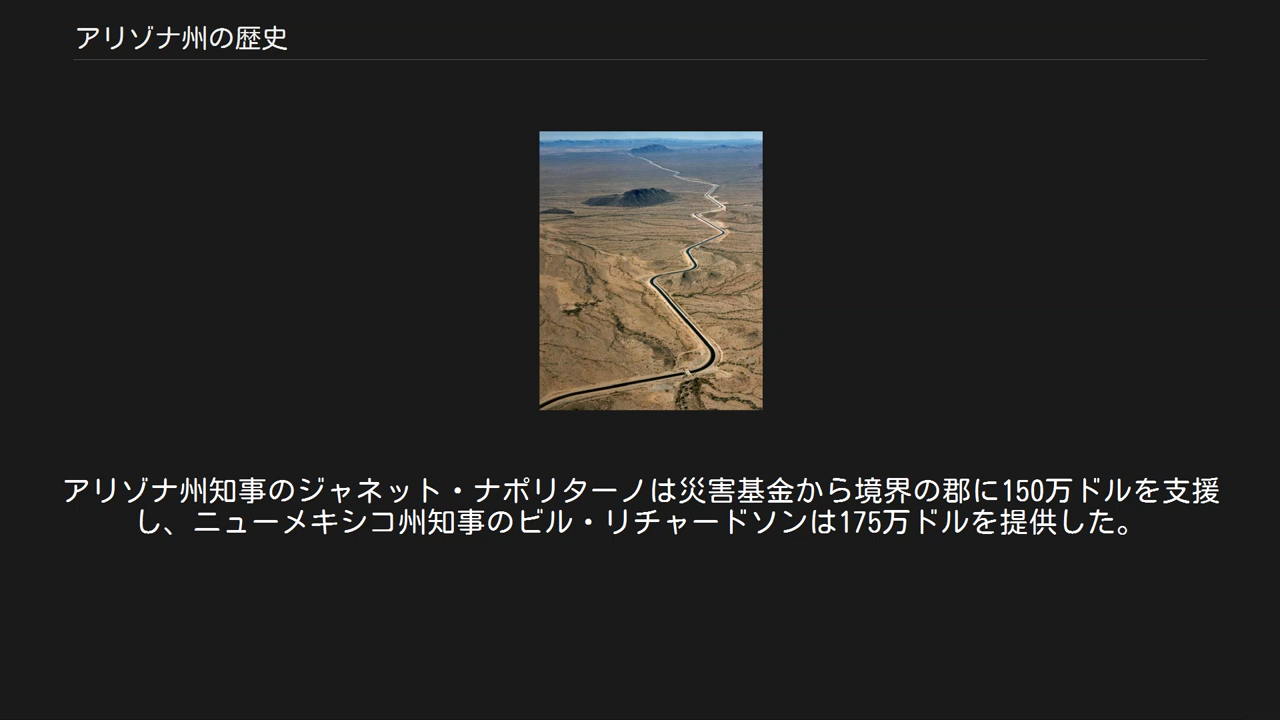 アリゾナ州の歴史
アリゾナ州知事のジャネット・ナポリターノは災害基金から境界の郡に150万ドルを支援
し、ニューメキシコ州知事のビル・リチャードソンは175万ドルを提供した。